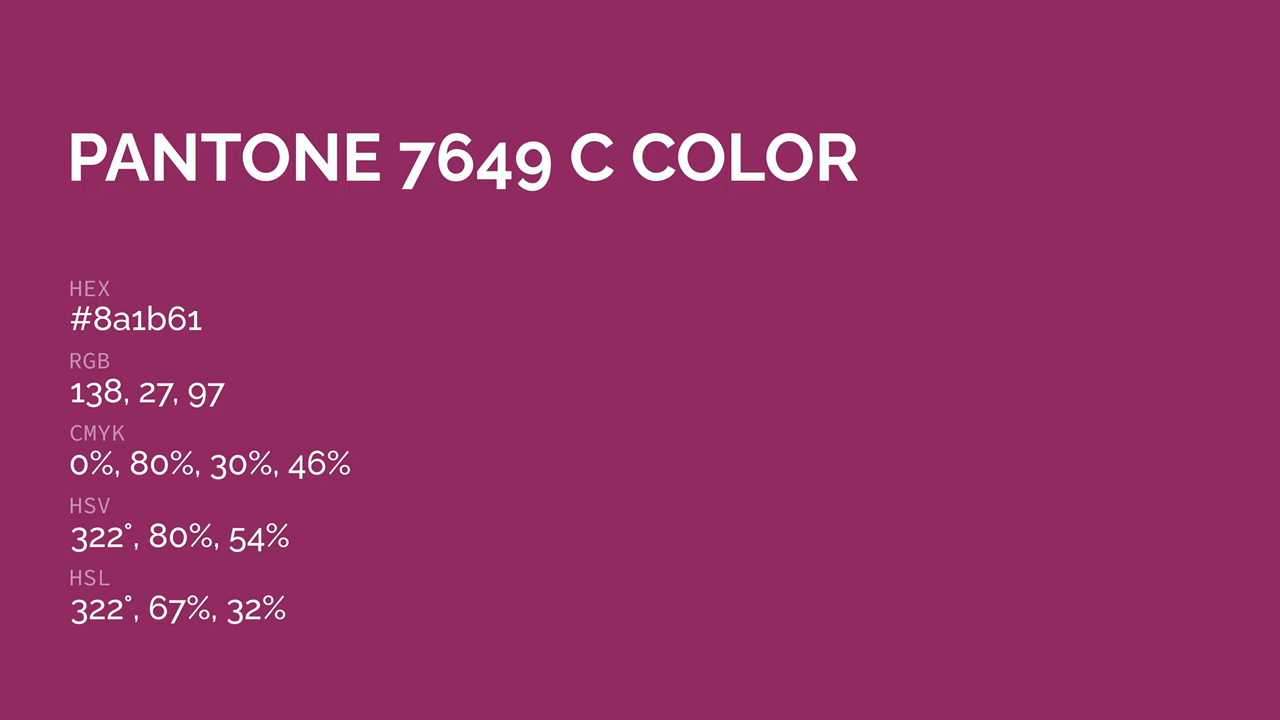 PANTONE 7649 C COLOR
HEX
#8a1b61
RGB
138, 27, 97
CMYK
0%, 80%, 30%, 46%
HSV
322°, 80%, 54%
HSL
322°, 67%, 32%